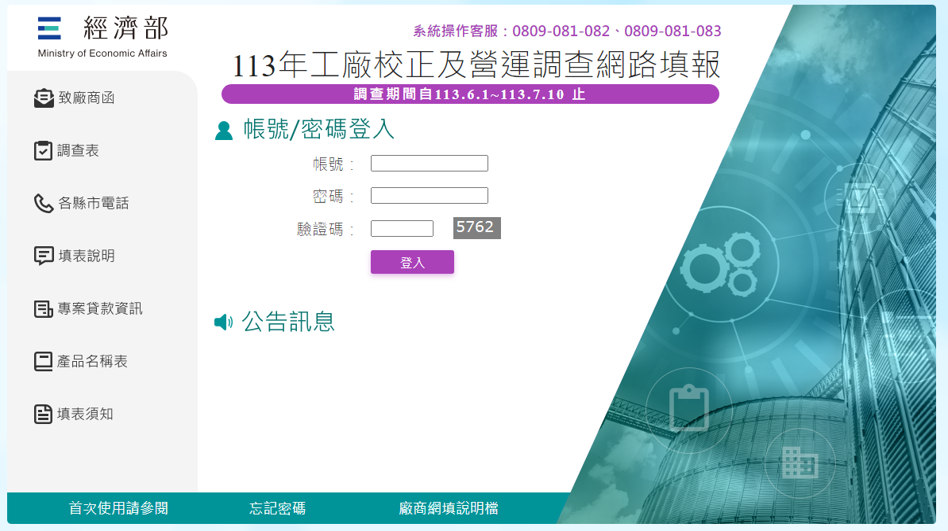 經濟部
Ministry of Economic Affairs
系統操作客服：0809-081-082、0809-081-083
113年工廠校正及營運調查網路填報
調查期間自113.6.1~113.7.10 止
致廠商函
調查表
各縣市電話
填表說明
專案貸款資訊
產品名稱表
填表須知
帳號/密碼登入
帳號：
密碼：
驗證碼：
5762
登入
公告訊息
首次使用請參閱
忘記密碼
廠商網填說明檔